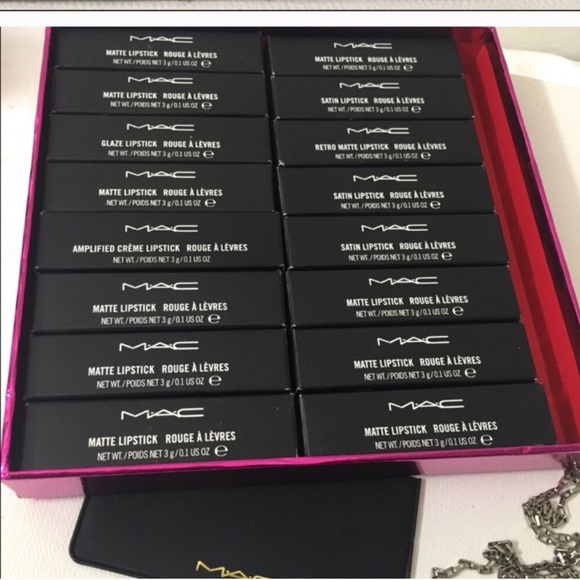 MAC
MATTE LIPSTICK ROUGE À LÈVRES
NET WT./POIDS NET 3 g/0.1 US OZ ℮
MAC
MATTE LIPSTICK ROUGE À LÈVRES
NET WT./POIDS NET 3 g/0.1 US OZ ℮
MAC
GLAZE LIPSTICK ROUGE À LÈVRES
NET WT./POIDS NET 3 g/0.1 US OZ ℮
MAC
MATTE LIPSTICK ROUGE À LÈVRES
NET WT./POIDS NET 3 g/0.1 US OZ ℮
MAC
AMPLIFIED CRÈME LIPSTICK ROUGE À LÈVRES
NET WT./POIDS NET 3 g/0.1 US OZ
MAC
MATTE LIPSTICK ROUGE À LÈVRES
NET WT./POIDS NET 3 g/0.1 US OZ ℮
MAC
MATTE LIPSTICK ROUGE À LÈVRES
NET WT./POIDS NET 3 g/0.1 US OZ ℮
MAC
MATTE LIPSTICK ROUGE À LÈVRES
NET WT./POIDS NET 3 g/0.1 US OZ ℮
MAC
MATTE LIPSTICK ROUGE À LÈVRES
NET WT./POIDS NET 3 g/0.1 US OZ ℮
MAC
SATIN LIPSTICK ROUGE À LÈVRES
NET WT./POIDS NET 3 g/0.1 US OZ ℮
MAC
RETRO MATTE LIPSTICK ROUGE À LÈVRES
NET WT./POIDS NET 3 g/0.1 US OZ ℮
MAC
SATIN LIPSTICK ROUGE À LÈVRES
NET WT./POIDS NET 3 g/0.1 US OZ ℮
MAC
SATIN LIPSTICK ROUGE À LÈVRES
NET WT./POIDS NET 3 g/0.1 US OZ ℮
MAC
MATTE LIPSTICK ROUGE À LÈVRES
NET WT./POIDS NET 3 g/0.1 US OZ ℮
MAC
MATTE LIPSTICK ROUGE À LÈVRES
NET WT./POIDS NET 3 g/0.1 US OZ ℮
MAC
MATTE LIPSTICK ROUGE À LÈVRES
NET WT./POIDS NET 3 g/0.1 US OZ ℮
MAC